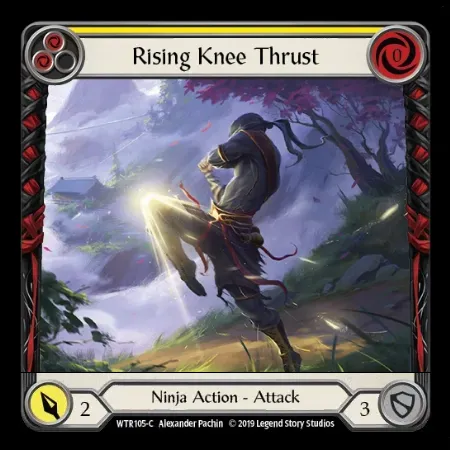 Rising Knee Thrust
0
Ninja Action - Attack
2
3
WTR105-C Alexander Pachin © 2019 Legend Story Studios